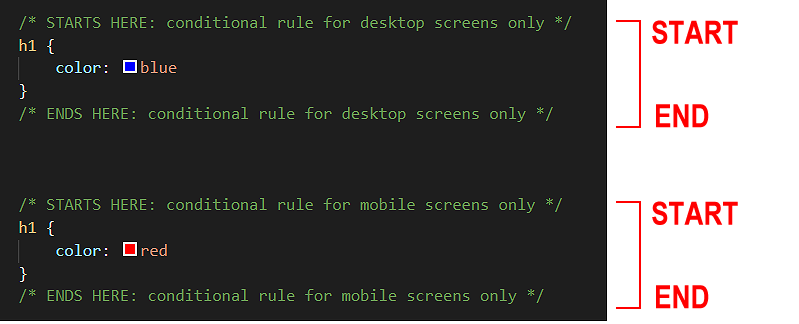 /* STARTS HERE: conditional rule for desktop screens only */
START
h1 {
color: blue
}
/* ENDS HERE: conditional rule for desktop screens only */
END
/* STARTS HERE: conditional rule for mobile screens only */
START
h1 {
color: red
}
/* ENDS HERE: conditional rule for mobile screens only */
END